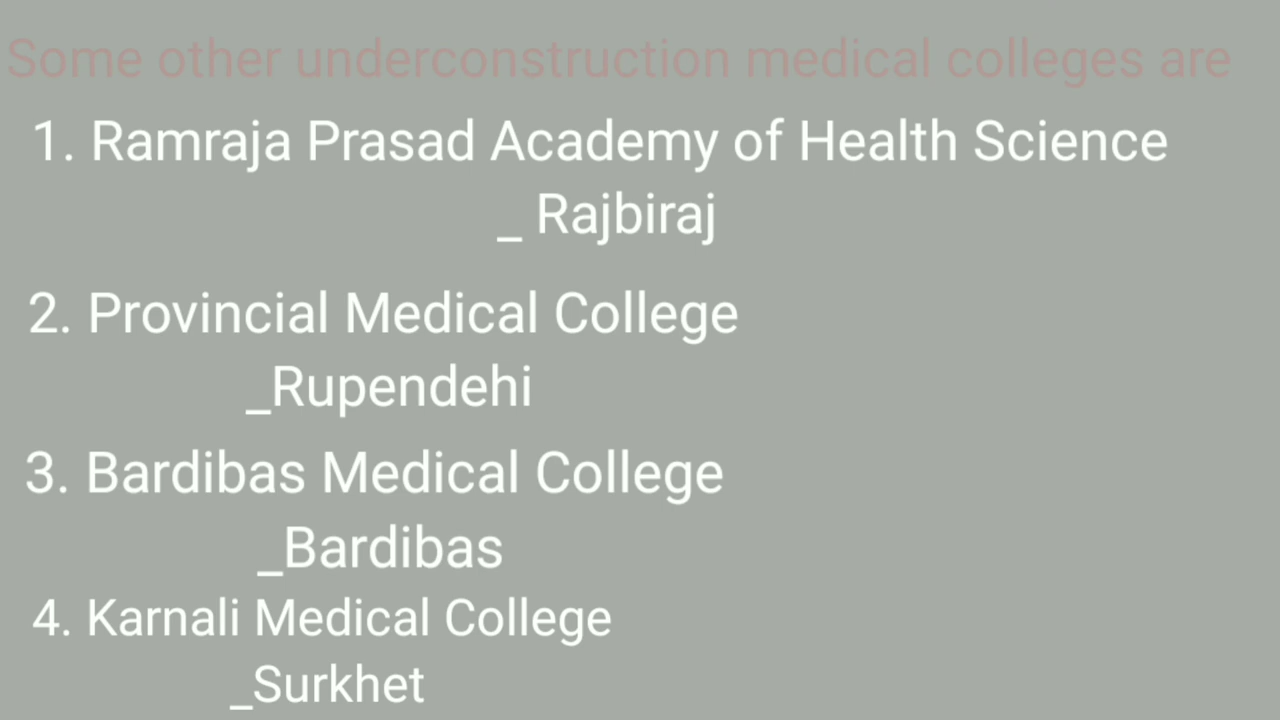 Some other underconstruction medical colleges are
1. Ramraja Prasad Academy of Health Science
_ Rajbiraj
2. Provincial Medical College
_Rupendehi
3. Bardibas Medical College
_Bardibas
4. Karnali Medical College
_Surkhet